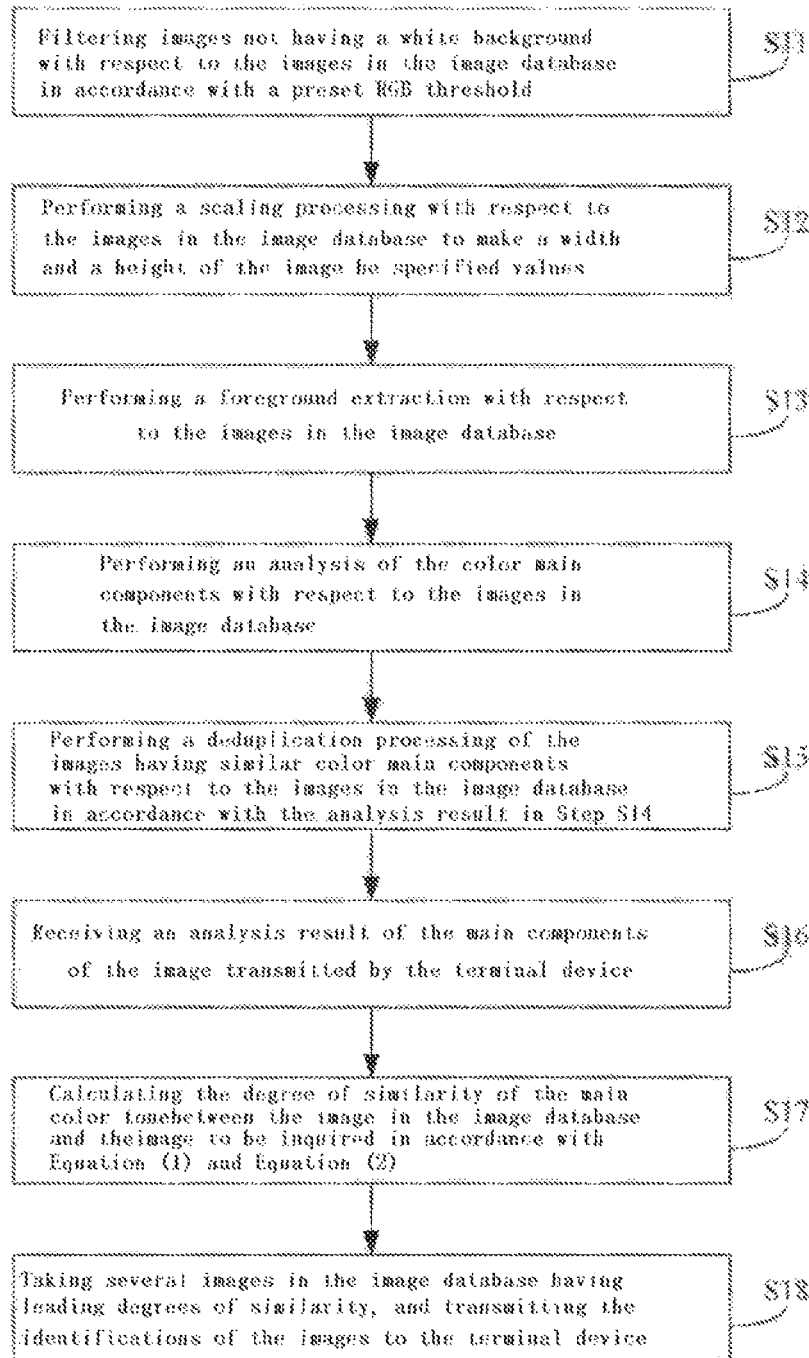 Filtering images not having a white background
with respect to the images in the image database
in accordance with a preset RGB threshold
S11
Performing a scaling processing with respect to
the images in the image database to make a width
and a height of the image be specified values
S12
Performing a foreground extraction with respect
to the images in the image database
S13
Performing an analysis of the color main
components with respect to the images in
the image database
S14
Performing a deduplication processing of the
images having similar color main components
with respect to the images in the image database
in accordance with the analysis result in Step S14
S15
Receiving an analysis result of the main components
of the image transmitted by the terminal device
S16
Calculating the degree of similarity of the main
color tonebetween the image in the image database
and theimage to be inquired in accordance with
Equation (1) and Equation (2)
S17
Taking several images in the image database having
leading degrees of similarity, and transmitting the
identifications of the images to the terminal device
S18